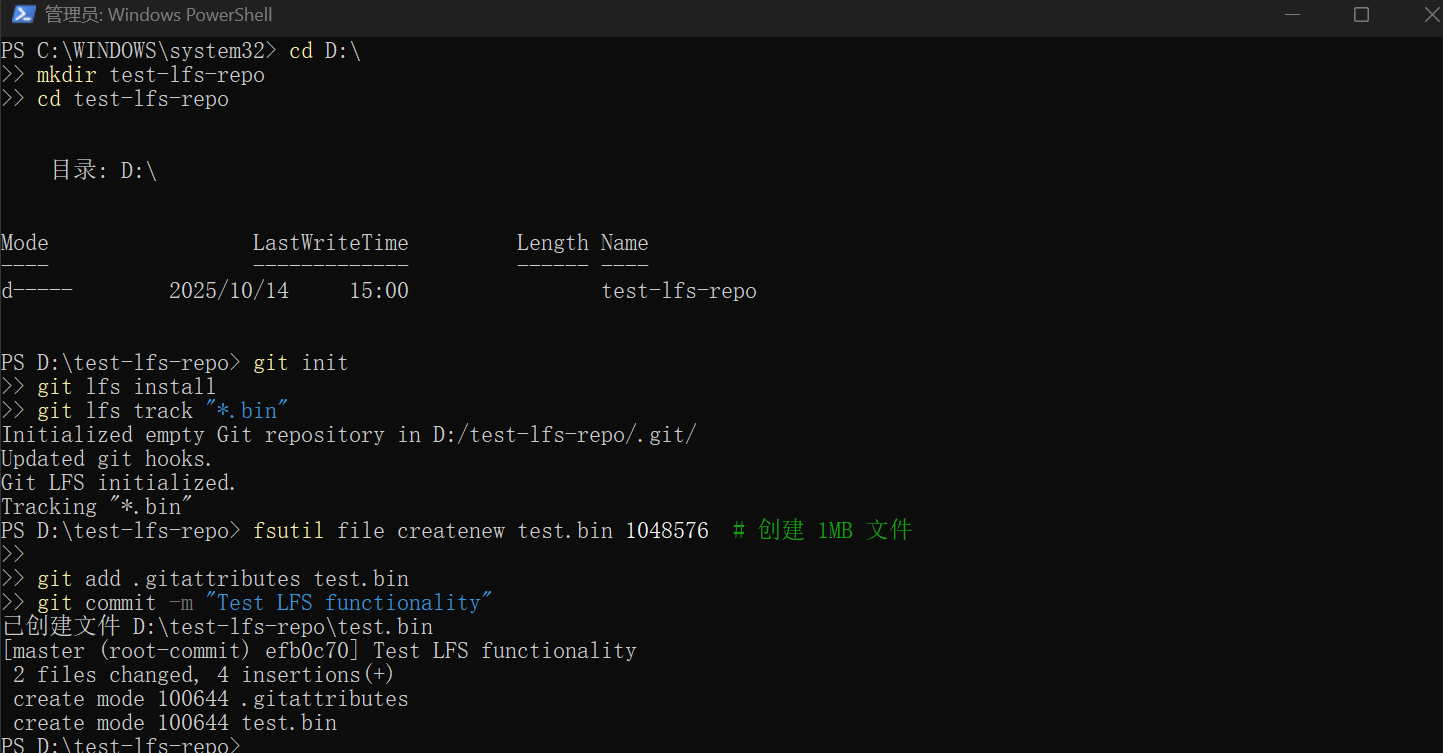 管理员: Windows PowerShell
PS C:\WINDOWS\system32> cd D:\
>> mkdir test-lfs-repo
>> cd test-lfs-repo
目录: D:\
Mode                 LastWriteTime         Length Name
----                 -------------         ------ ----
d-----        2025/10/14     15:00                test-lfs-repo
PS D:\test-lfs-repo> git init
>> git lfs install
>> git lfs track "*.bin"
Initialized empty Git repository in D:/test-lfs-repo/.git/
Updated git hooks.
Git LFS initialized.
Tracking "*.bin"
PS D:\test-lfs-repo> fsutil file createnew test.bin 1048576  # 创建 1MB 文件
>>
>> git add .gitattributes test.bin
>> git commit -m "Test LFS functionality"
已创建文件 D:\test-lfs-repo\test.bin
[master (root-commit) efb0c70] Test LFS functionality
 2 files changed, 4 insertions(+)
 create mode 100644 .gitattributes
 create mode 100644 test.bin
PS D:\test-lfs-repo>